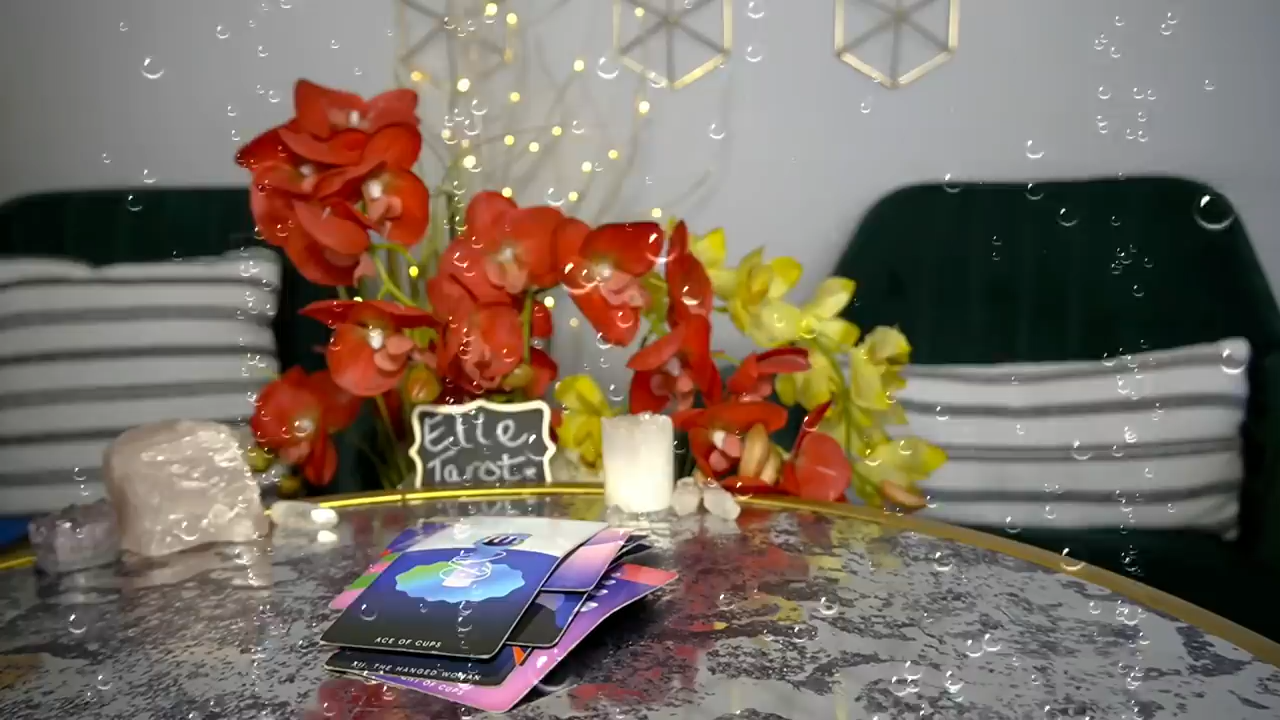 Elle
Tarot.
ACE OF CUPS
XII. THE HANGED WOMAN
OF CUPS